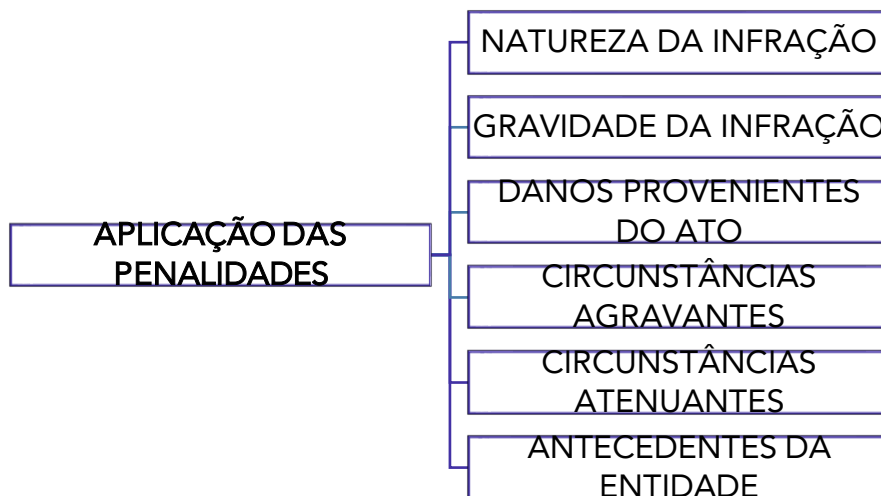 NATUREZA DA INFRAÇÃO
GRAVIDADE DA INFRAÇÃO
DANOS PROVENIENTES
DO ATO
APLICAÇÃO DAS
PENALIDADES
CIRCUNSTÂNCIAS
AGRAVANTES
CIRCUNSTÂNCIAS
ATENUANTES
ANTECEDENTES DA
ENTIDADE